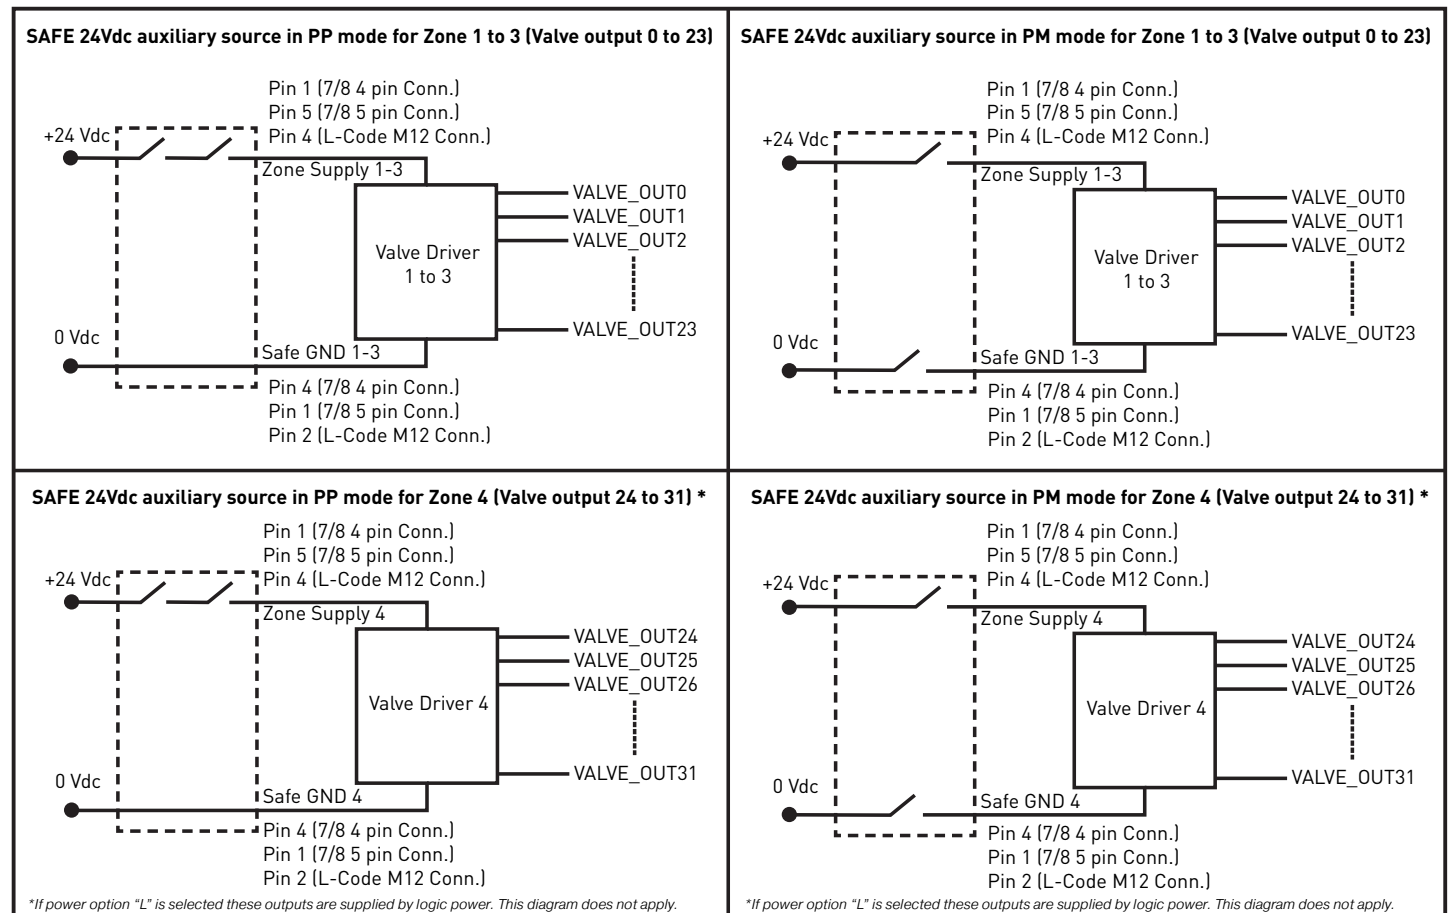 SAFE 24Vdc auxiliary source in PP mode for Zone 1 to 3 (Valve output 0 to 23)
Pin 1 (7/8 4 pin Conn.)
Pin 5 (7/8 5 pin Conn.)
+24 Vdc
Pin 4 (L-Code M12 Conn.)
Zone Supply 1-3
VALVE_OUT0
VALVE_OUT1
VALVE_OUT2
Valve Driver
1 to 3
VALVE_OUT23
0 Vdc
Safe GND 1-3
Pin 4 (7/8 4 pin Conn.)
Pin 1 (7/8 5 pin Conn.)
Pin 2 (L-Code M12 Conn.)
SAFE 24Vdc auxiliary source in PM mode for Zone 1 to 3 (Valve output 0 to 23)
Pin 1 (7/8 4 pin Conn.)
Pin 5 (7/8 5 pin Conn.)
+24 Vdc
Pin 4 (L-Code M12 Conn.)
Zone Supply 1-3
VALVE_OUT0
VALVE_OUT1
VALVE_OUT2
Valve Driver
1 to 3
VALVE_OUT23
0 Vdc
Safe GND 1-3
Pin 4 (7/8 4 pin Conn.)
Pin 1 (7/8 5 pin Conn.)
Pin 2 (L-Code M12 Conn.)
SAFE 24Vdc auxiliary source in PP mode for Zone 4 (Valve output 24 to 31) *
Pin 1 (7/8 4 pin Conn.)
Pin 5 (7/8 5 pin Conn.)
+24 Vdc
Pin 4 (L-Code M12 Conn.)
Zone Supply 4
VALVE_OUT24
VALVE_OUT25
VALVE_OUT26
Valve Driver 4
VALVE_OUT31
0 Vdc
Safe GND 4
Pin 4 (7/8 4 pin Conn.)
Pin 1 (7/8 5 pin Conn.)
Pin 2 (L-Code M12 Conn.)
*If power option “L” is selected these outputs are supplied by logic power. This diagram does not apply.
SAFE 24Vdc auxiliary source in PM mode for Zone 4 (Valve output 24 to 31) *
Pin 1 (7/8 4 pin Conn.)
Pin 5 (7/8 5 pin Conn.)
+24 Vdc
Pin 4 (L-Code M12 Conn.)
Zone Supply 4
VALVE_OUT24
VALVE_OUT25
VALVE_OUT26
Valve Driver 4
VALVE_OUT31
0 Vdc
Safe GND 4
Pin 4 (7/8 4 pin Conn.)
Pin 1 (7/8 5 pin Conn.)
Pin 2 (L-Code M12 Conn.)
*If power option “L” is selected these outputs are supplied by logic power. This diagram does not apply.